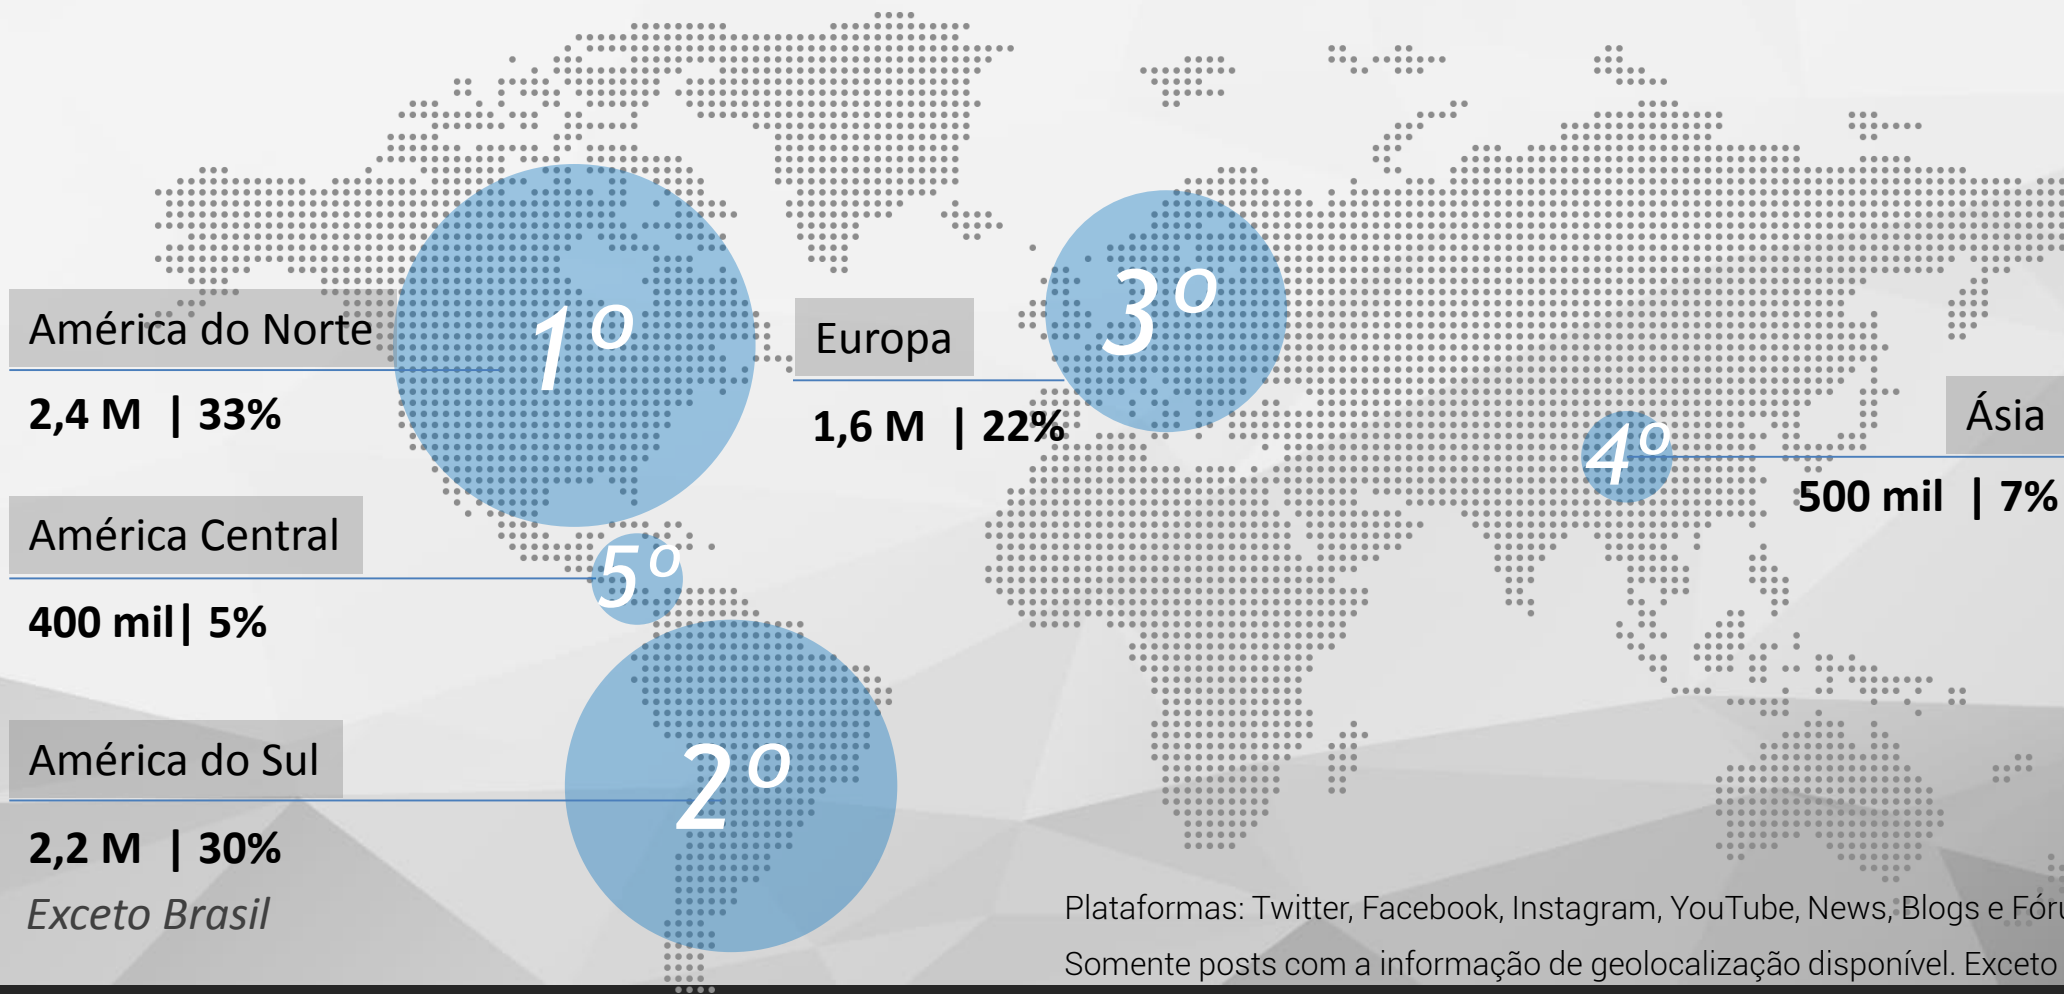 América do Norte
2,4 M | 33%
1º
América Central
400 mil| 5%
5º
América do Sul
2,2 M | 30%
Exceto Brasil
2º
Europa
1,6 M | 22%
3º
Ásia
500 mil | 7%
4º
Plataformas: Twitter, Facebook, Instagram, YouTube, News, Blogs e
Somente posts com a informação de geolocalização disponível. Exceto